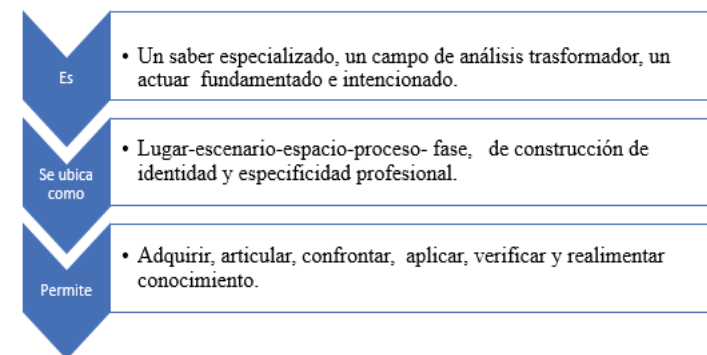 Es
• Un saber especializado, un campo de análisis trasformador, un
actuar fundamentado e intencionado.
Se ubica
como
• Lugar-escenario-espacio-proceso- fase, de construcción de
identidad y especificidad profesional.
Permite
• Adquirir, articular, confrontar, aplicar, verificar y realimentar
conocimiento.